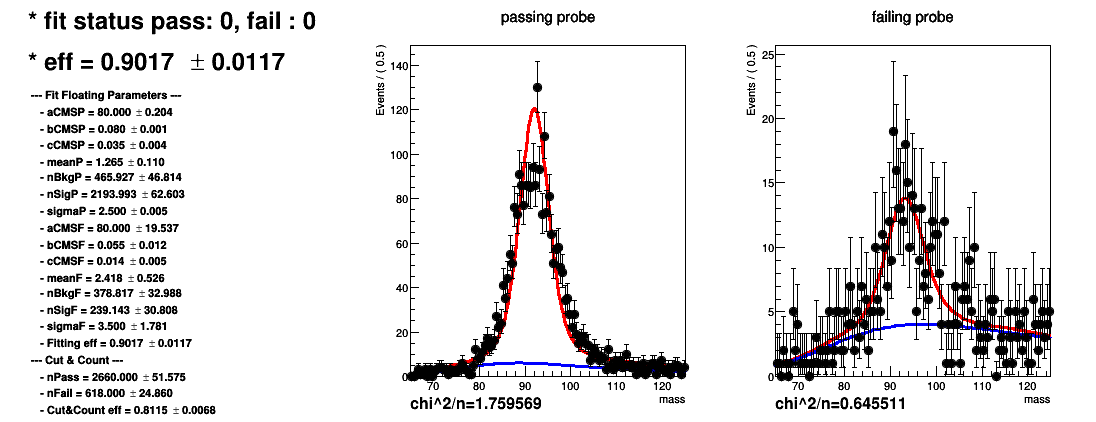 * fit status pass: 0, fail : 0
* eff = 0.9017 ± 0.0117
--- Fit Floating Parameters ---
- aCMSP = 80.000 ± 0.204
- bCMSP = 0.080 ± 0.001
- cCMSP = 0.035 ± 0.004
- meanP = 1.265 ± 0.110
- nBkgP = 465.927 ± 46.814
- nSigP = 2193.993 ± 62.603
- sigmaP = 2.500 ± 0.005
- aCMSF = 80.000 ± 19.537
- bCMSF = 0.055 ± 0.012
- cCMSF = 0.014 ± 0.005
- meanF = 2.418 ± 0.526
- nBkgF = 378.817 ± 32.988
- nSigF = 239.143 ± 30.808
- sigmaF = 3.500 ± 1.781
- Fitting eff = 0.9017 ± 0.0117
--- Cut & Count ---
- nPass = 2660.000 ± 51.575
- nFail = 618.000 ± 24.860
- Cut&Count eff = 0.8115 ± 0.0068
passing probe
Events / ( 0.5 )
140
120
100
80
60
40
20
0
70 80 90 100 110 120
mass
chi^2/n=1.759569
failing probe
Events / ( 0.5 )
25
20
15
10
5
0
70 80 90 100 110 120
mass
chi^2/n=0.645511